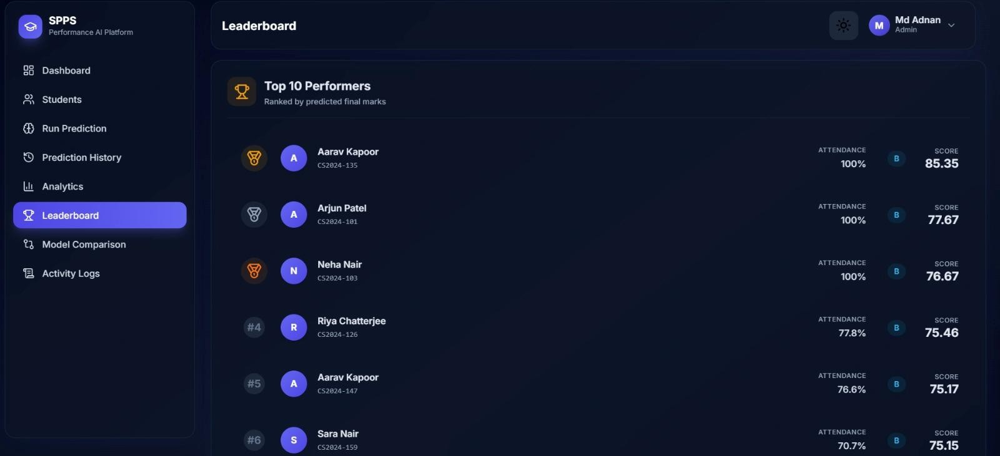 SPPS
Performance AI Platform
Dashboard
Students
Run Prediction
Prediction History
Analytics
Leaderboard
Model Comparison
Activity Logs
Leaderboard
M
Md Adnan
Admin
Top 10 Performers
Ranked by predicted final marks
A
Aarav Kapoor
CS2024-135
ATTENDANCE
100%
B
SCORE
85.35
A
Arjun Patel
CS2024-101
ATTENDANCE
100%
B
SCORE
77.67
N
Neha Nair
CS2024-103
ATTENDANCE
100%
B
SCORE
76.67
#4
R
Riya Chatterjee
CS2024-126
ATTENDANCE
77.8%
B
SCORE
75.46
#5
A
Aarav Kapoor
CS2024-147
ATTENDANCE
76.6%
B
SCORE
75.17
#6
S
Sara Nair
CS2024-159
ATTENDANCE
70.7%
B
SCORE
75.15